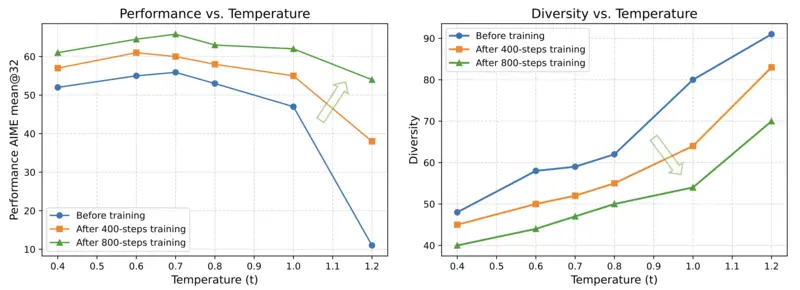 Performance vs. Temperature
Performance AIME mean@32
60
50
40
30
20
10
Before training
After 400-steps training
After 800-steps training
0.4 0.5 0.6 0.7 0.8 0.9 1.0 1.1 1.2
Temperature (t)
Diversity vs. Temperature
Diversity
90
80
70
60
50
40
Before training
After 400-steps training
After 800-steps training
0.4 0.5 0.6 0.7 0.8 0.9 1.0 1.1 1.2
Temperature (t)